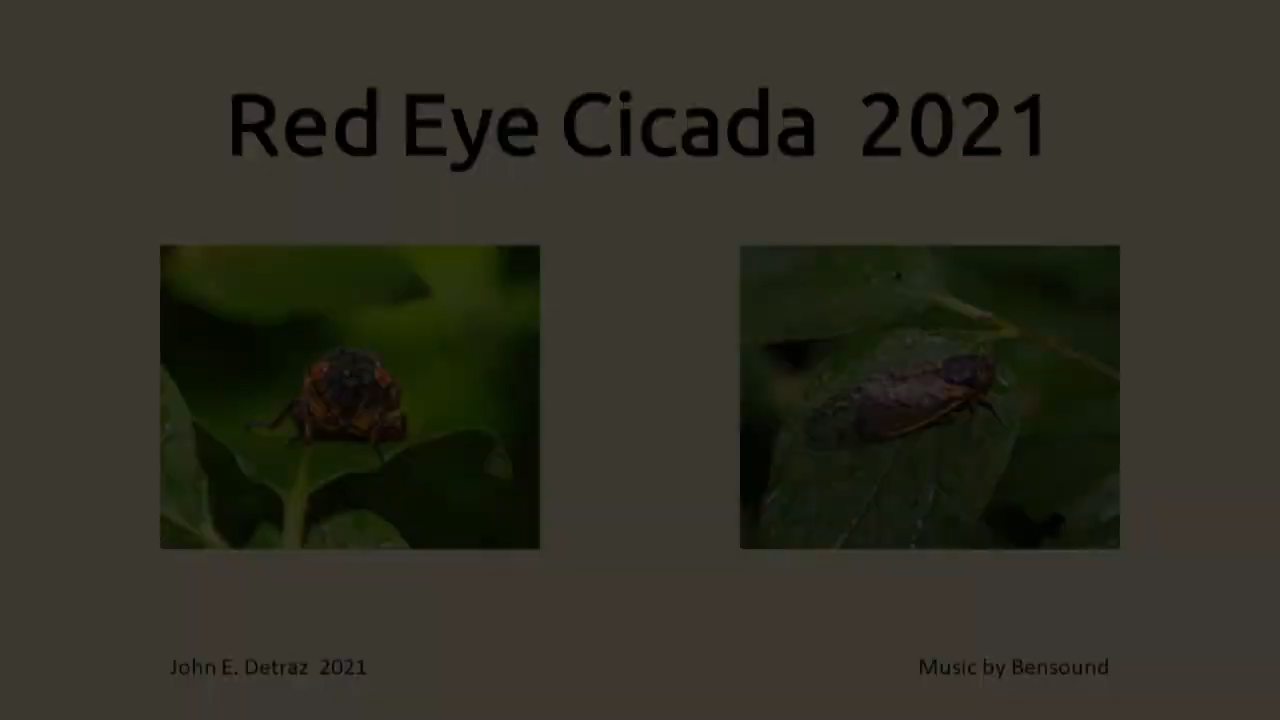 Red Eye Cicada 2021
John E. Detraz 2021
Music by Bensound